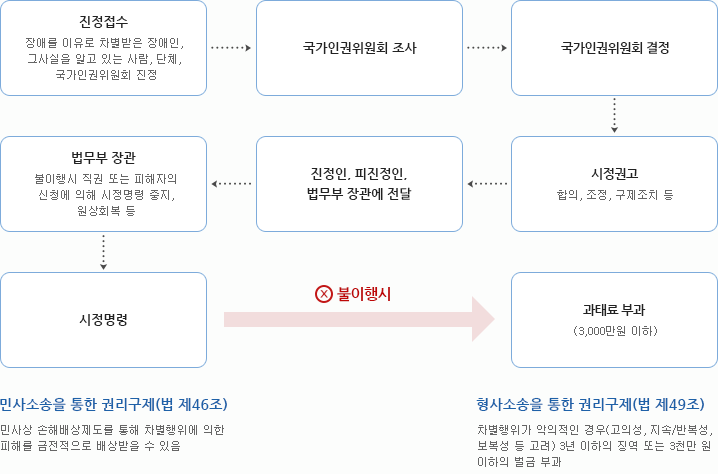 진정접수
장애를 이유로 차별받은 장애인,
그사실을 알고 있는 사람, 단체,
국가인권위원회 진정
국가인권위원회 조사
국가인권위원회 결정
시정권고
합의, 조정, 구제조치 등
진정인, 피진정인,
법무부 장관에 전달
법무부 장관
불이행시 직권 또는 피해자의
신청에 의해 시정명령 중지,
원상회복 등
시정명령
불이행시
과태료 부과
(3,000만원 이하)
민사소송을 통한 권리구제(법 제46조)
민사상 손해배상제도를 통해 차별행위에 의한
피해를 금전적으로 배상받을 수 있음
형사소송을 통한 권리구제(법 제49조)
차별행위가 악의적인 경우(고의성, 지속/반복성,
보복성 등 고려) 3년 이하의 징역 또는 3천만 원
이하의 벌금 부과